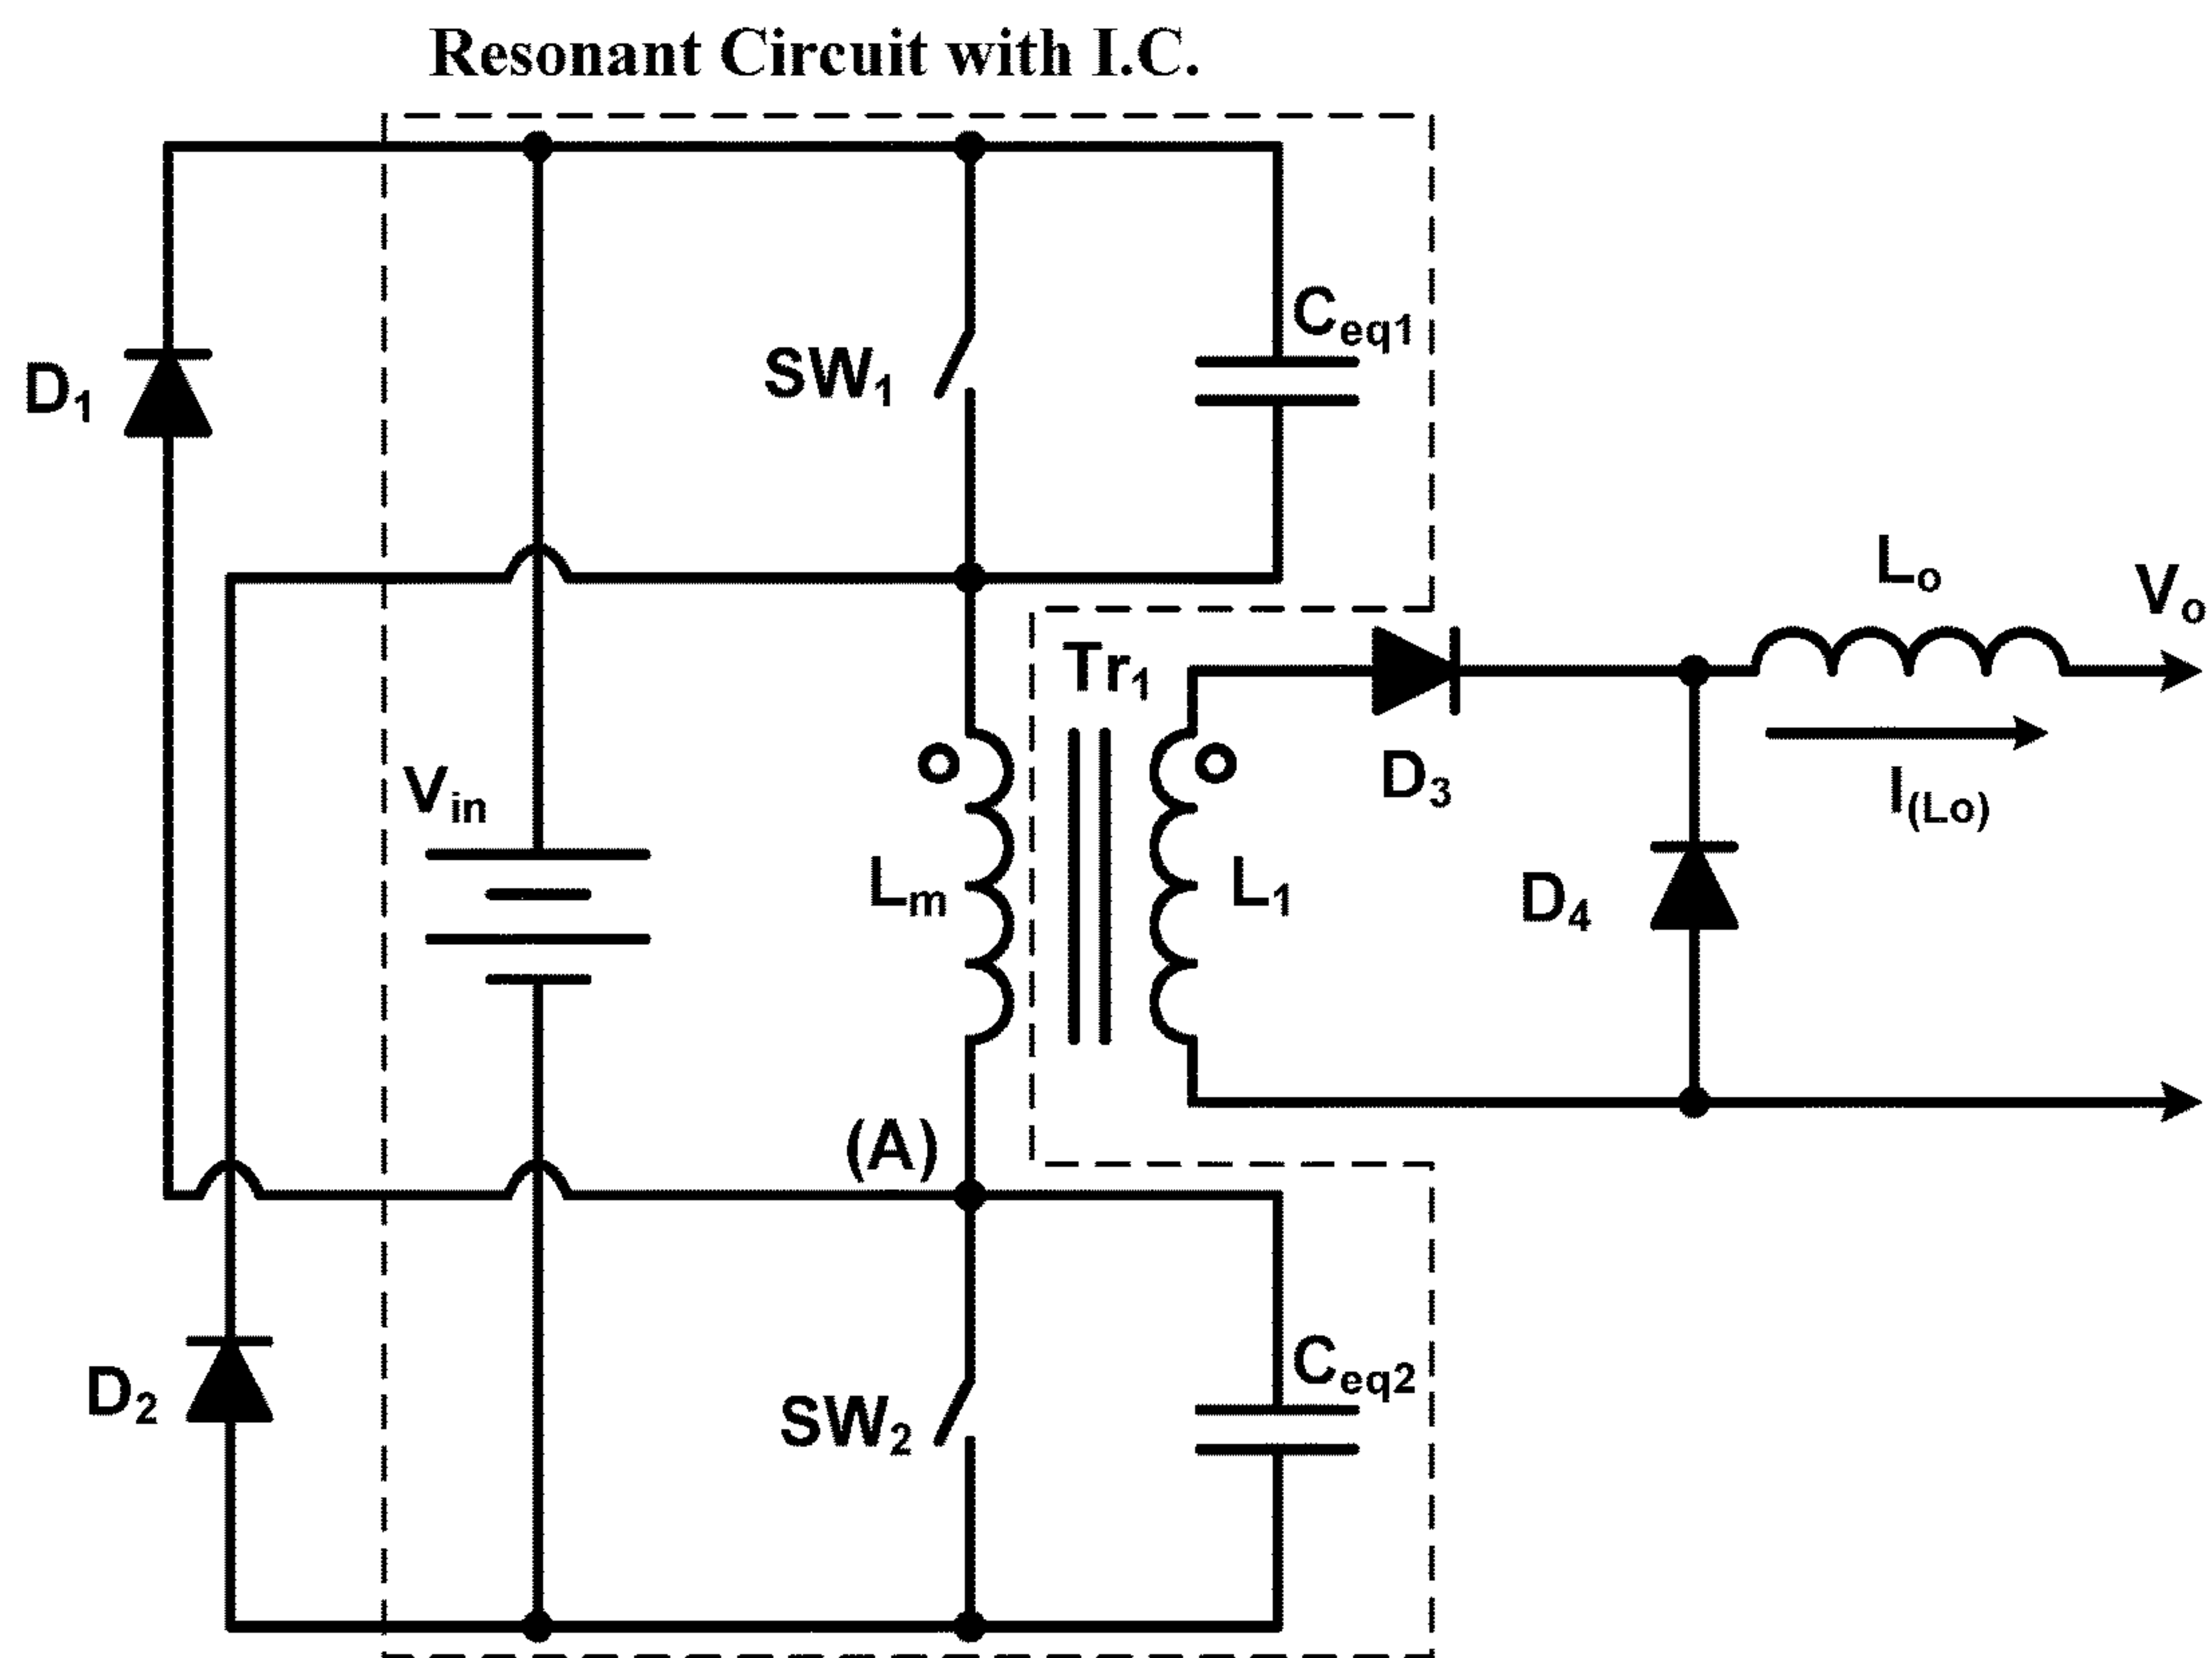 Resonant Circuit with I.C.
Ceq1
SW1
D1
Lo
Vo
Tr1
Vin
D3
I(Lo)
Lm
L1
D4
(A)
Ceq2
D2
SW2